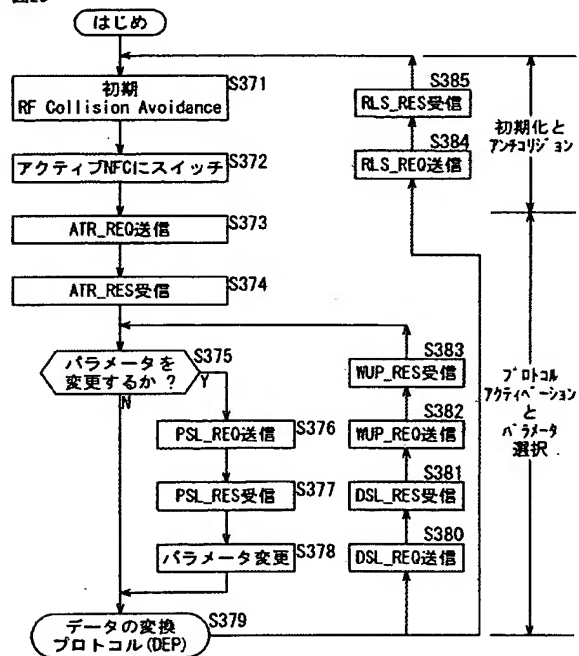 はじめ
初期
RF Collision Avoidance
S371
アクティブNFCにスイッチ
S372
ATR_REQ送信
S373
ATR_RES受信
S374
パラメータを
変更するか ?
S375
Y
N
PSL_REQ送信
S376
PSL_RES受信
S377
パラメータ変更
S378
データの変換
プロトコル(DEP)
S379
S385
RLS_RES受信
S384
RLS_REQ送信
S383
WUP_RES受信
S382
WUP_REQ送信
S381
DSL_RES受信
S380
DSL_REQ送信
初期化と
アンチコリジョン
プロトコル
アクティベーション
と
パラメータ
選択